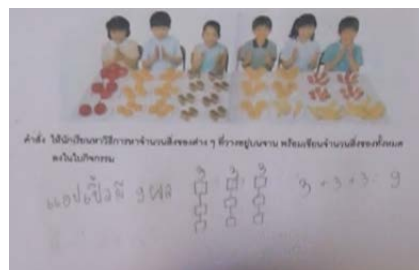 คำสั่ง ให้นักเรียนหาวิธีการหาจำนวนสิ่งของต่าง ๆ ที่วางอยู่บนจาน พร้อมเขียนจำนวนสิ่งของทั้งหมด
ลงในใบกิจกรรม
3 3 3
แอปเปิ้ลมี 9 ผล 3 + 3 + 3 = 9